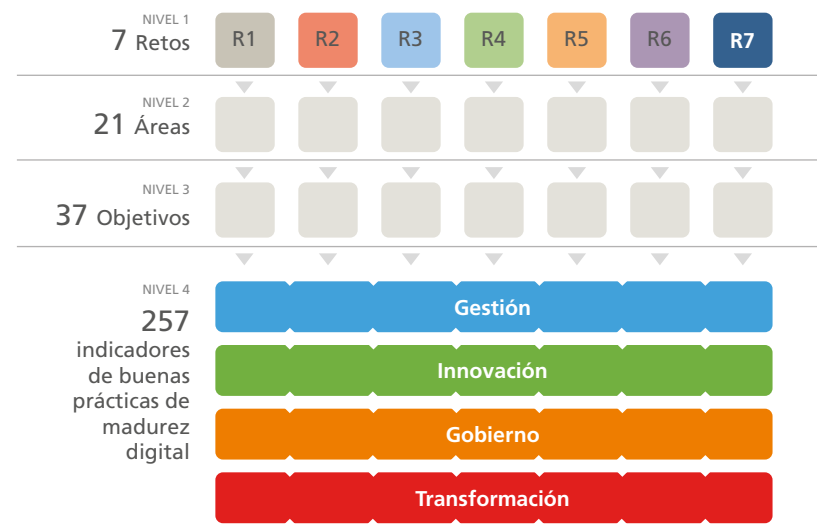 NIVEL 1
7 Retos
R1 R2 R3 R4 R5 R6 R7
NIVEL 2
21 Áreas
NIVEL 3
37 Objetivos
NIVEL 4
257
indicadores
de buenas
prácticas de
madurez
digital
Gestión
Innovación
Gobierno
Transformación